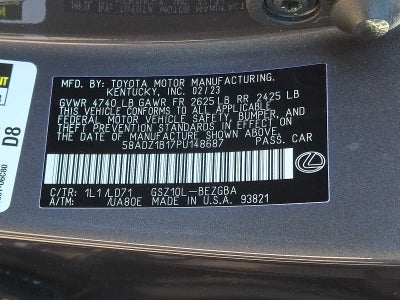 MFD. BY: TOYOTA MOTOR MANUFACTURING.
KENTUCKY, INC. 02/23
GVWR 4740 LB GAWR FR 2625 LB RR 2425 LB
THIS VEHICLE CONFORMS TO ALL APPLICABLE
FEDERAL MOTOR VEHICLE SAFETY, BUMPER,
AND THEFT PREVENTION STANDARDS IN EFFECT ON
THE DATE OF MANUFACTURE SHOWN ABOVE.
58ADZ1B17PU148687 PASS. CAR
C/TR: 1L1/LD71 GSZ10L-BEZGBA
A/TM: /UA80E MADE IN U.S.A. 93821
D8